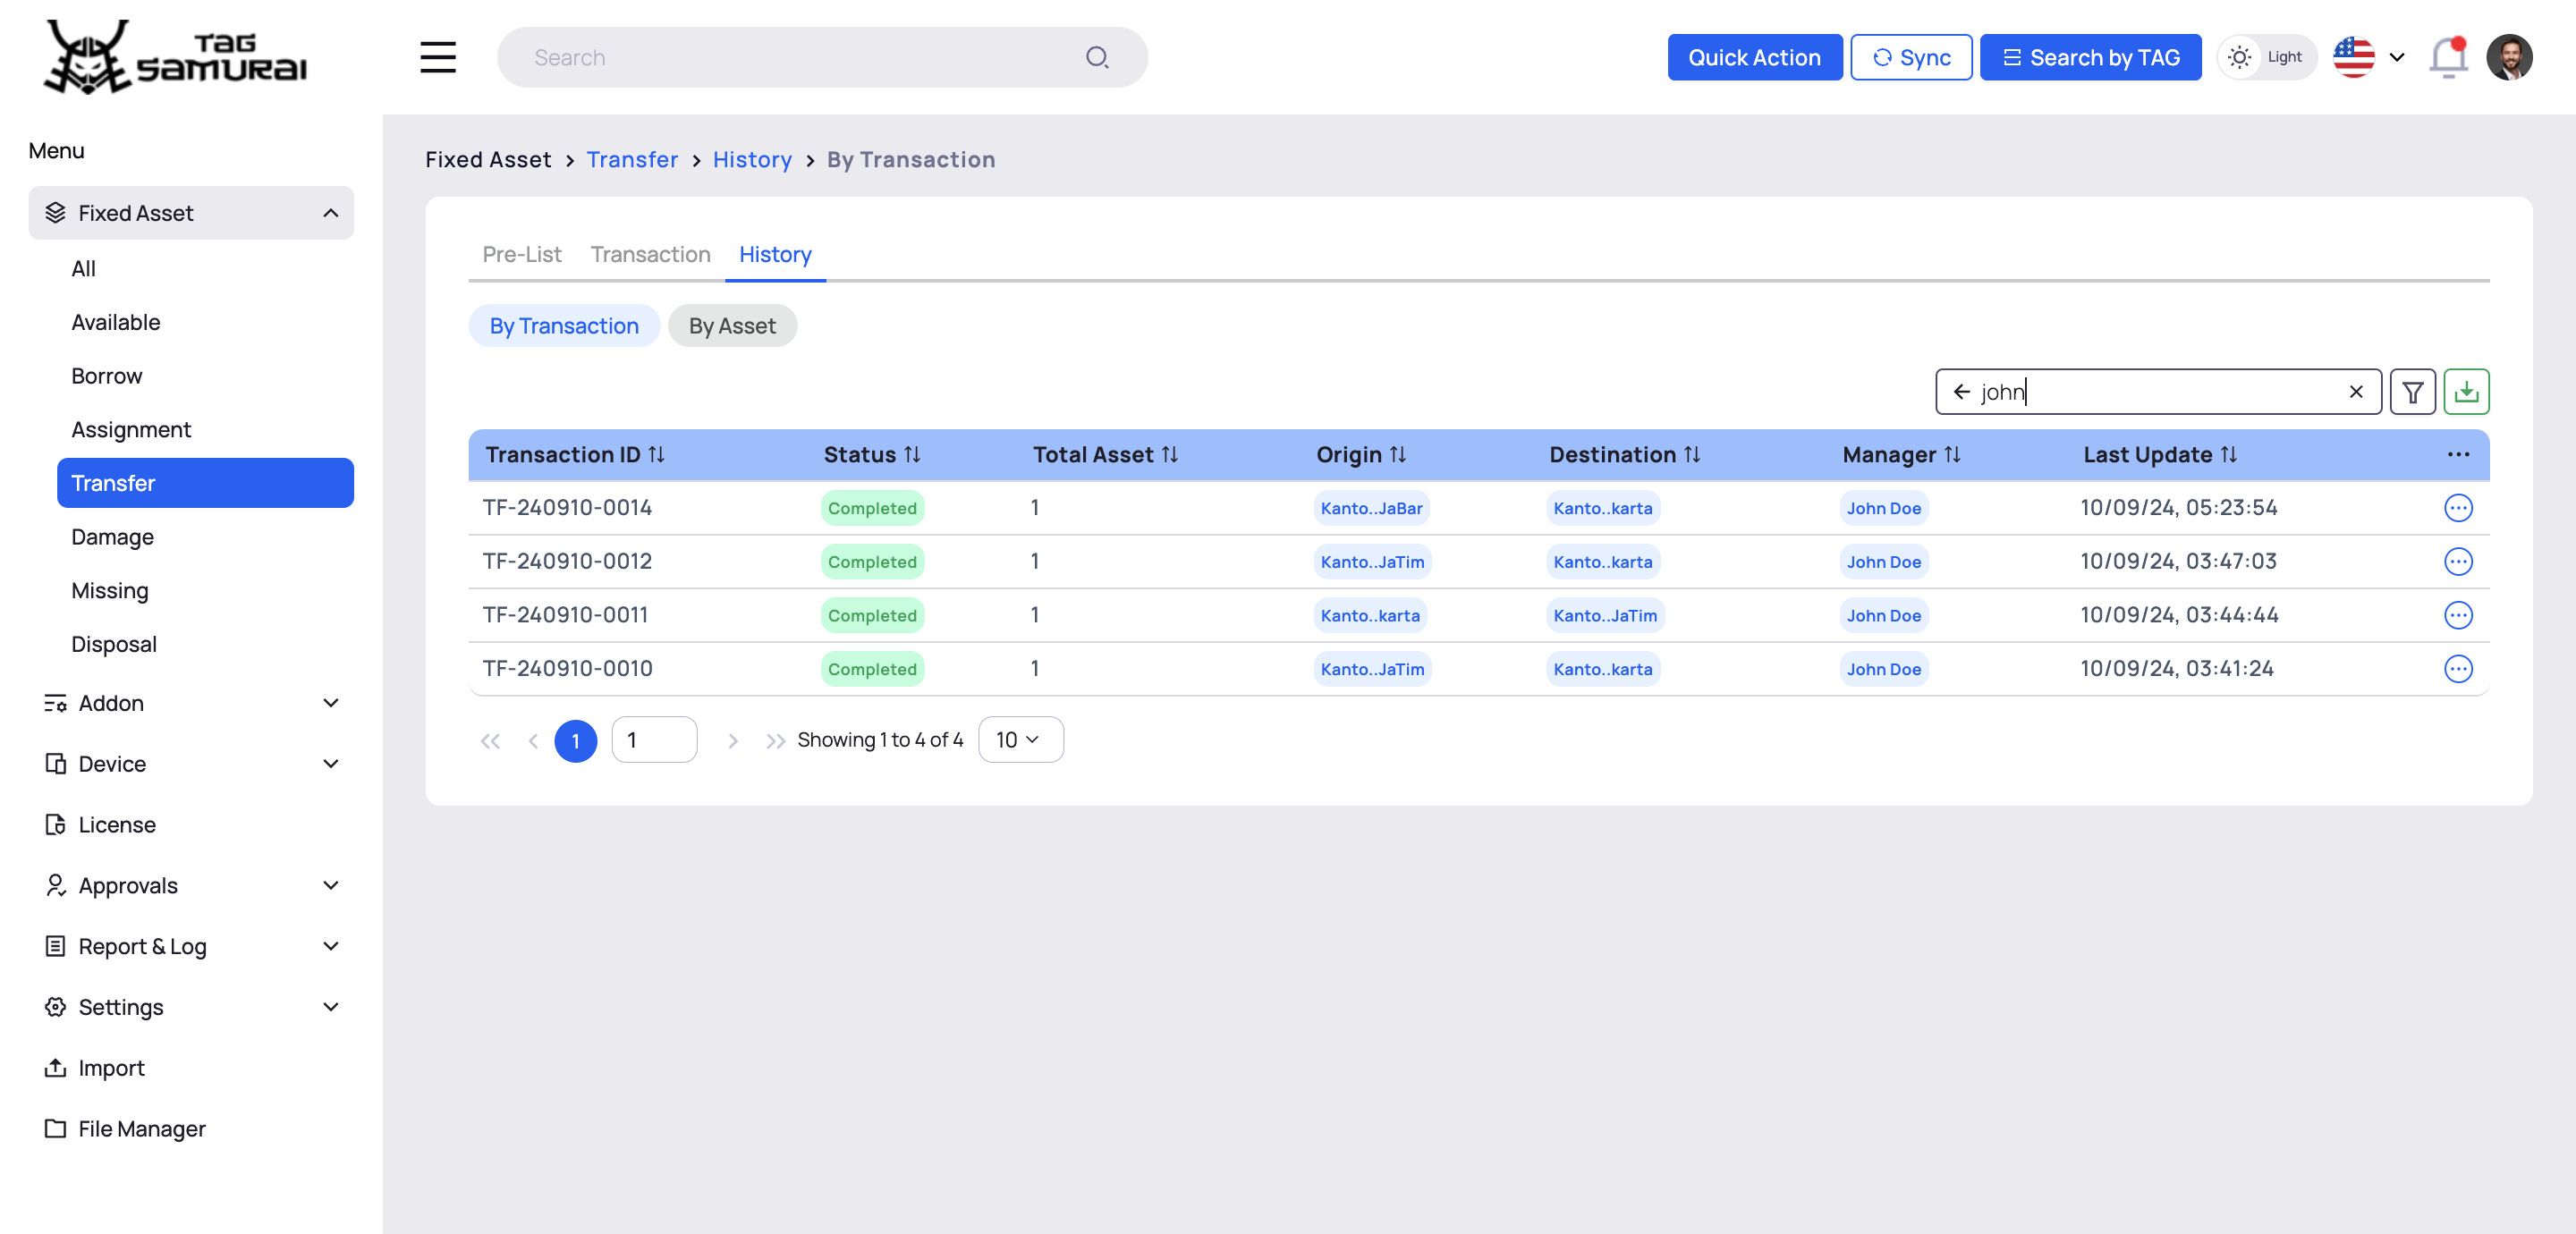 TAG SAMURAI
Search
Quick Action
Sync
Search by TAG
Light
Menu
Fixed Asset
All
Available
Borrow
Assignment
Transfer
Damage
Missing
Disposal
Addon
Device
License
Approvals
Report & Log
Settings
Import
File Manager
Fixed Asset > Transfer > History > By Transaction
Pre-List Transaction History
By Transaction By Asset
john
Transaction ID Status Total Asset Origin Destination Manager Last Update
TF-240910-0014 Completed 1 Kanto..JaBar Kanto..karta John Doe 10/09/24, 05:23:54
TF-240910-0012 Completed 1 Kanto..JaTim Kanto..karta John Doe 10/09/24, 03:47:03
TF-240910-0011 Completed 1 Kanto..karta Kanto..JaTim John Doe 10/09/24, 03:44:44
TF-240910-0010 Completed 1 Kanto..JaTim Kanto..karta John Doe 10/09/24, 03:41:24
1 1 Showing 1 to 4 of 4 10